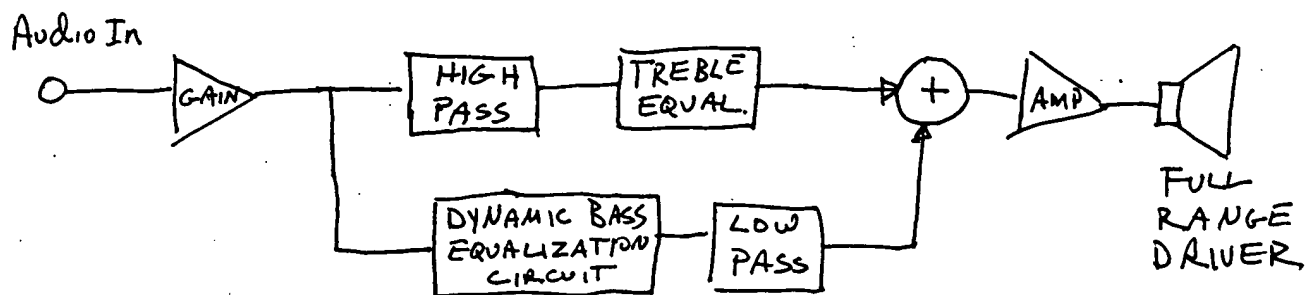 Audio In
GAIN
HIGH
PASS
TREBLE
EQUAL.
+
AMP
DYNAMIC BASS
EQUALIZATION
CIRCUIT
LOW
PASS
FULL
RANGE
DRIVER